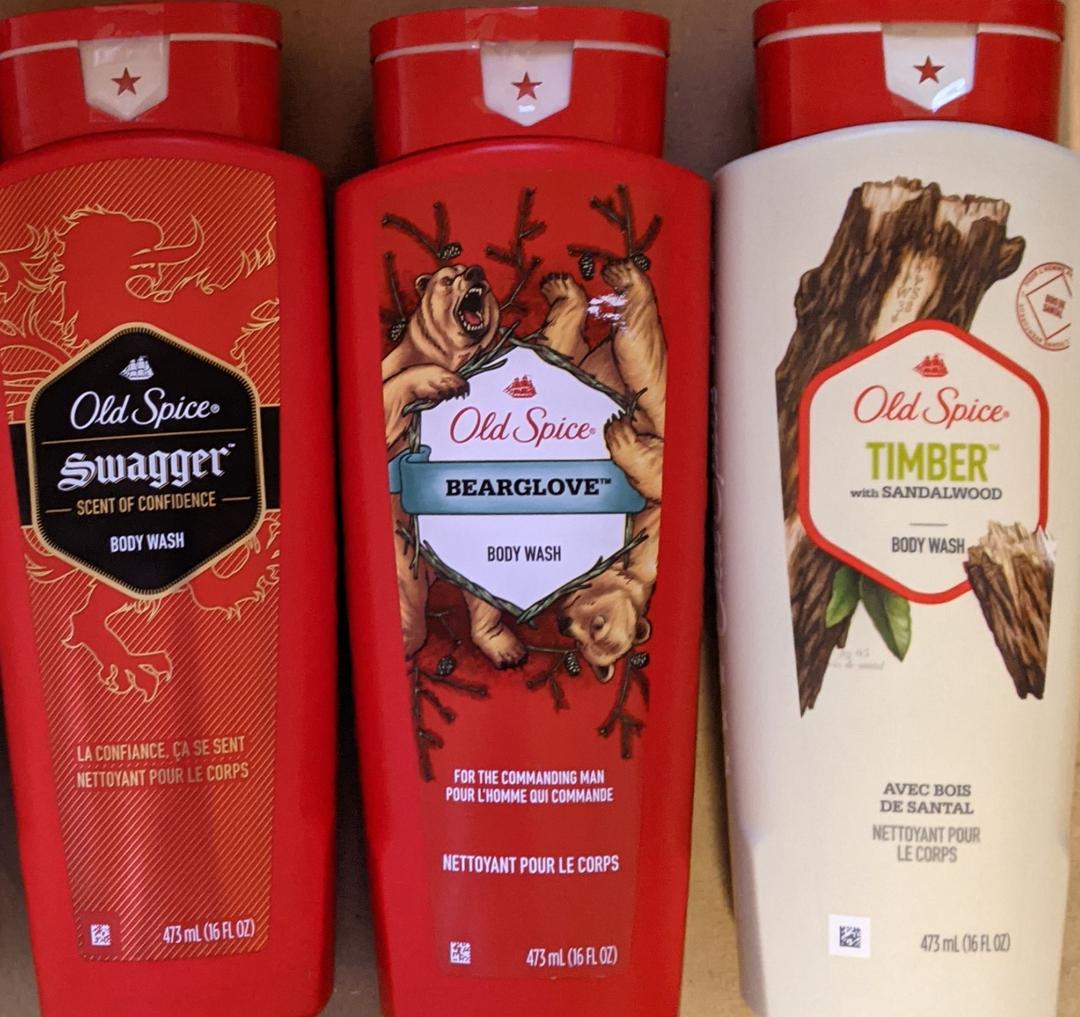 Old Spice®
Swagger™
SCENT OF CONFIDENCE
BODY WASH
LA CONFIANCE, ÇA SE SENT
NETTOYANT POUR LE CORPS
473 mL (16 FL OZ)
Old Spice®
BEARGLOVE™
BODY WASH
FOR THE COMMANDING MAN
POUR L'HOMME QUI COMMANDE
NETTOYANT POUR LE CORPS
473 mL (16 FL OZ)
Old Spice®
TIMBER™
with SANDALWOOD
BODY WASH
AVEC BOIS
DE SANTAL
NETTOYANT POUR
LE CORPS
473 mL (16 FL OZ)